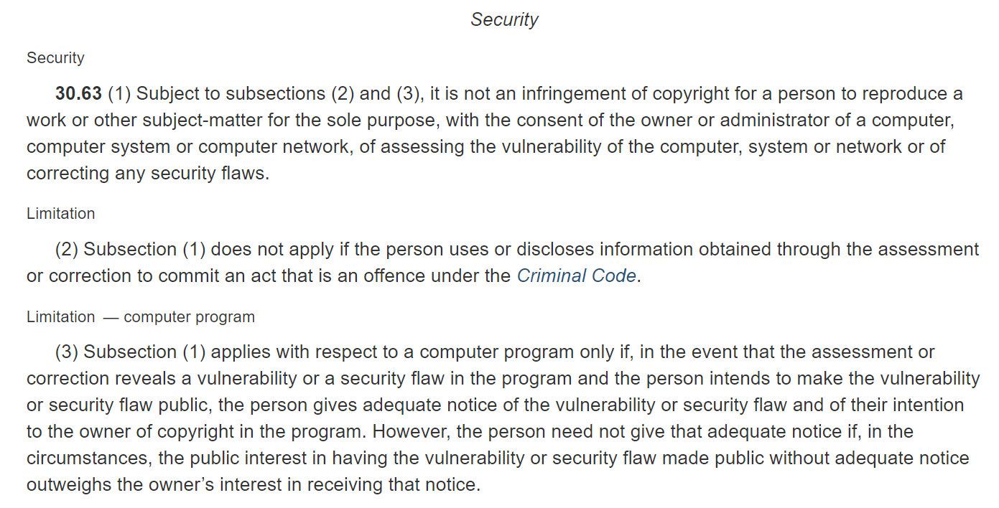 Security
Security
30.63 (1) Subject to subsections (2) and (3), it is not an infringement of copyright for a person to reproduce a
work or other subject-matter for the sole purpose, with the consent of the owner or administrator of a computer,
computer system or computer network, of assessing the vulnerability of the computer, system or network or of
correcting any security flaws.
Limitation
(2) Subsection (1) does not apply if the person uses or discloses information obtained through the assessment
or correction to commit an act that is an offence under the Criminal Code.
Limitation — computer program
(3) Subsection (1) applies with respect to a computer program only if, in the event that the assessment or
correction reveals a vulnerability or a security flaw in the program and the person intends to make the vulnerability
or security flaw public, the person gives adequate notice of the vulnerability or security flaw and of their intention
to the owner of copyright in the program. However, the person need not give that adequate notice if, in the
circumstances, the public interest in having the vulnerability or security flaw made public without adequate notice
outweighs the owner’s interest in receiving that notice.